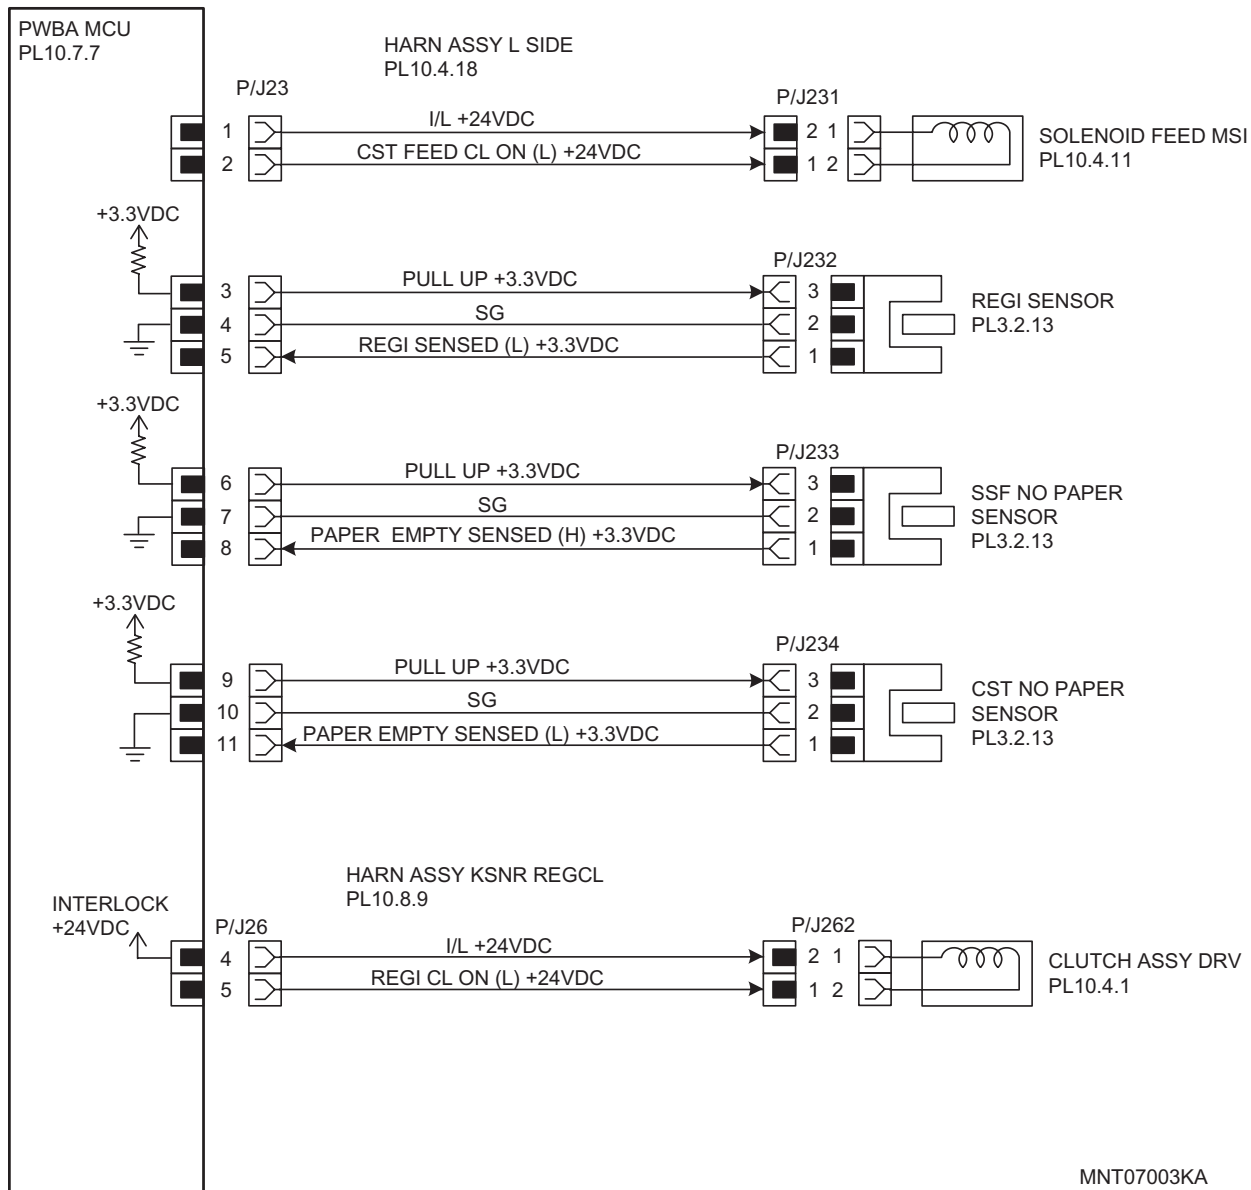 PWBA MCU
PL10.7.7
HARN ASSY L SIDE
PL10.4.18
P/J23
P/J231
1 I/L +24VDC 2 1
2 CST FEED CL ON (L) +24VDC 1 2
SOLENOID FEED MSI
PL10.4.11
+3.3VDC
P/J232
3 PULL UP +3.3VDC 3
4 SG 2
5 REGI SENSED (L) +3.3VDC 1
REGI SENSOR
PL3.2.13
+3.3VDC
P/J233
6 PULL UP +3.3VDC 3
7 SG 2
8 PAPER EMPTY SENSED (H) +3.3VDC 1
SSF NO PAPER
SENSOR
PL3.2.13
+3.3VDC
P/J234
9 PULL UP +3.3VDC 3
10 SG 2
11 PAPER EMPTY SENSED (L) +3.3VDC 1
CST NO PAPER
SENSOR
PL3.2.13
HARN ASSY KSNR REGCL
PL10.8.9
INTERLOCK
+24VDC
P/J26
P/J262
4 I/L +24VDC 2 1
5 REGI CL ON (L) +24VDC 1 2
CLUTCH ASSY DRV
PL10.4.1
MNT07003KA